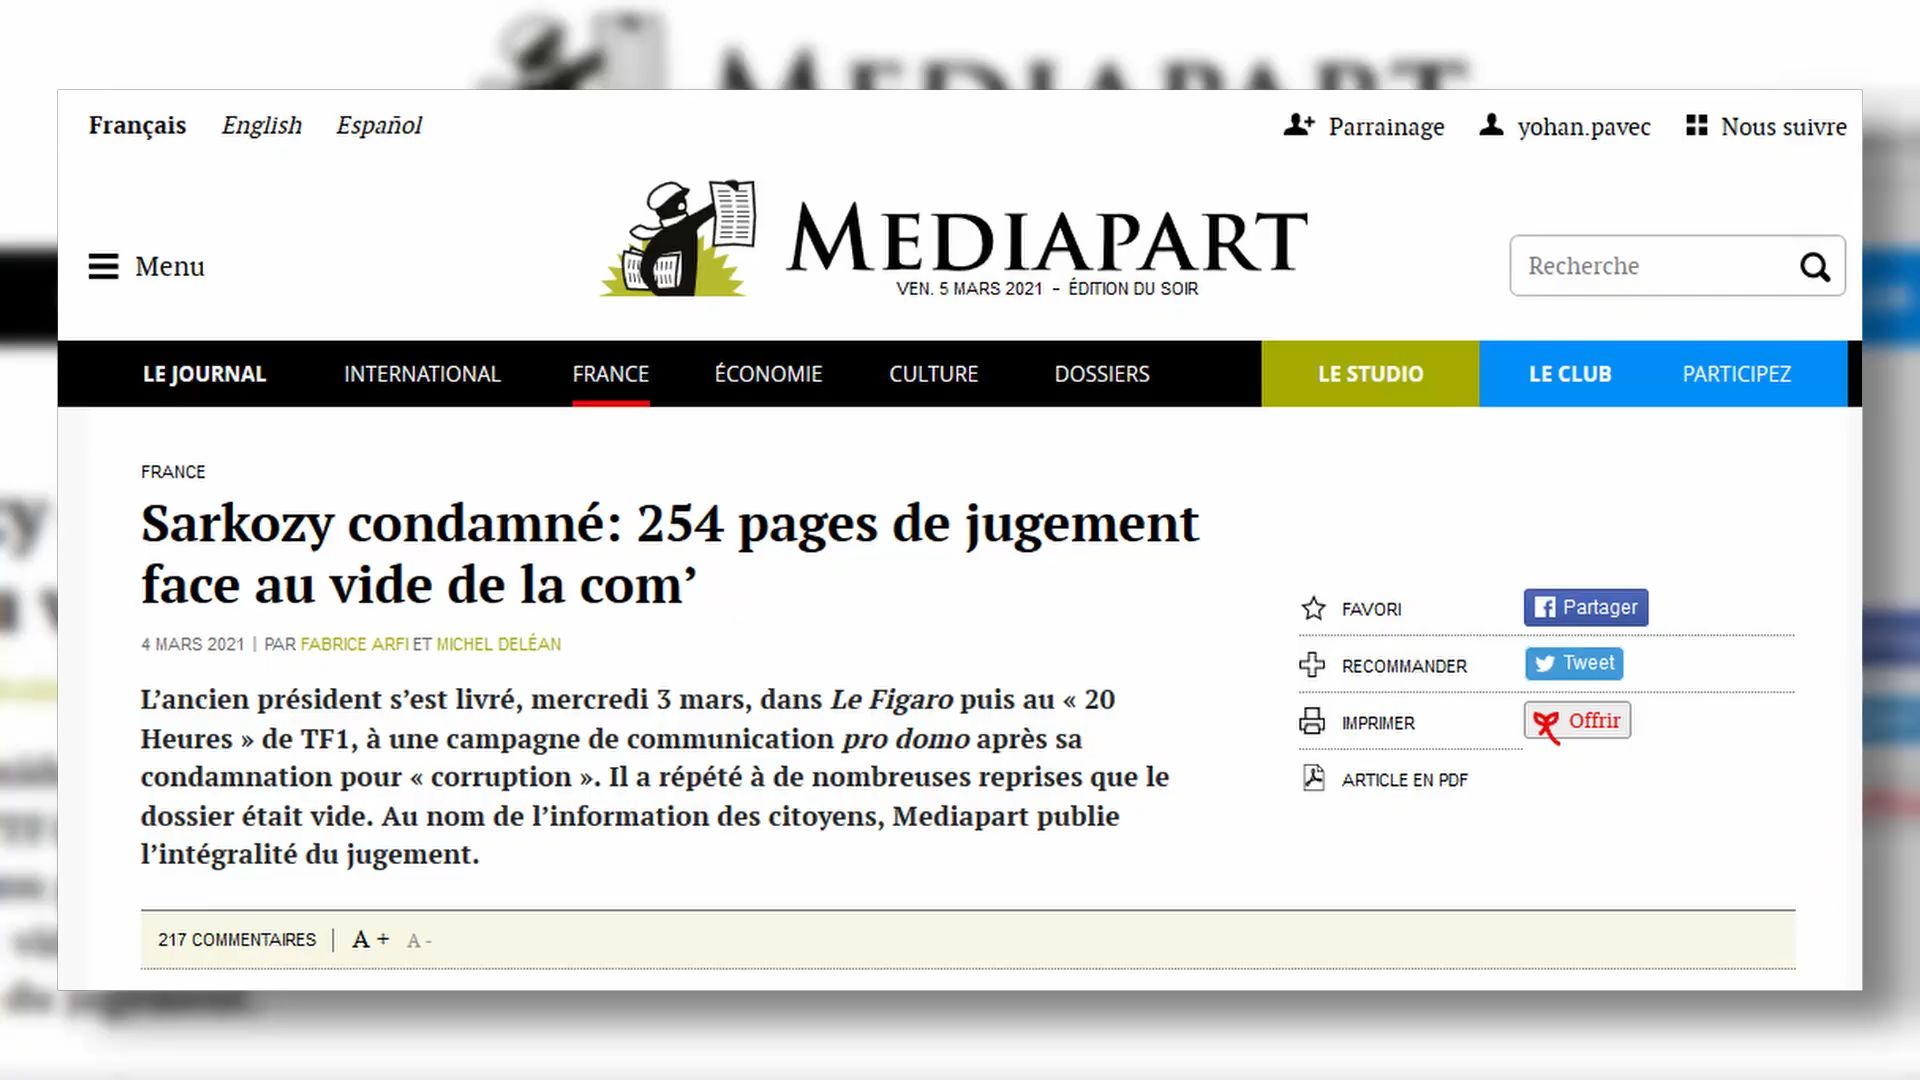 MEDIAPART
Français English Español
Parrainage yohan.pavec Nous suivre
Menu
MEDIAPART
VEN. 5 MARS 2021 - ÉDITION DU SOIR
Recherche
LE JOURNAL INTERNATIONAL FRANCE ÉCONOMIE CULTURE DOSSIERS LE STUDIO LE CLUB PARTICIPEZ
FRANCE
Sarkozy condamné: 254 pages de jugement
face au vide de la com’
4 MARS 2021 | PAR FABRICE ARFI ET MICHEL DELÉAN
L’ancien président s’est livré, mercredi 3 mars, dans Le Figaro puis au « 20
Heures » de TF1, à une campagne de communication pro domo après sa
condamnation pour « corruption ». Il a répété à de nombreuses reprises que le
dossier était vide. Au nom de l’information des citoyens, Mediapart publie
l’intégralité du jugement.
FAVORI Partager
RECOMMANDER Tweet
IMPRIMER Offrir
ARTICLE EN PDF
217 COMMENTAIRES | A + A -